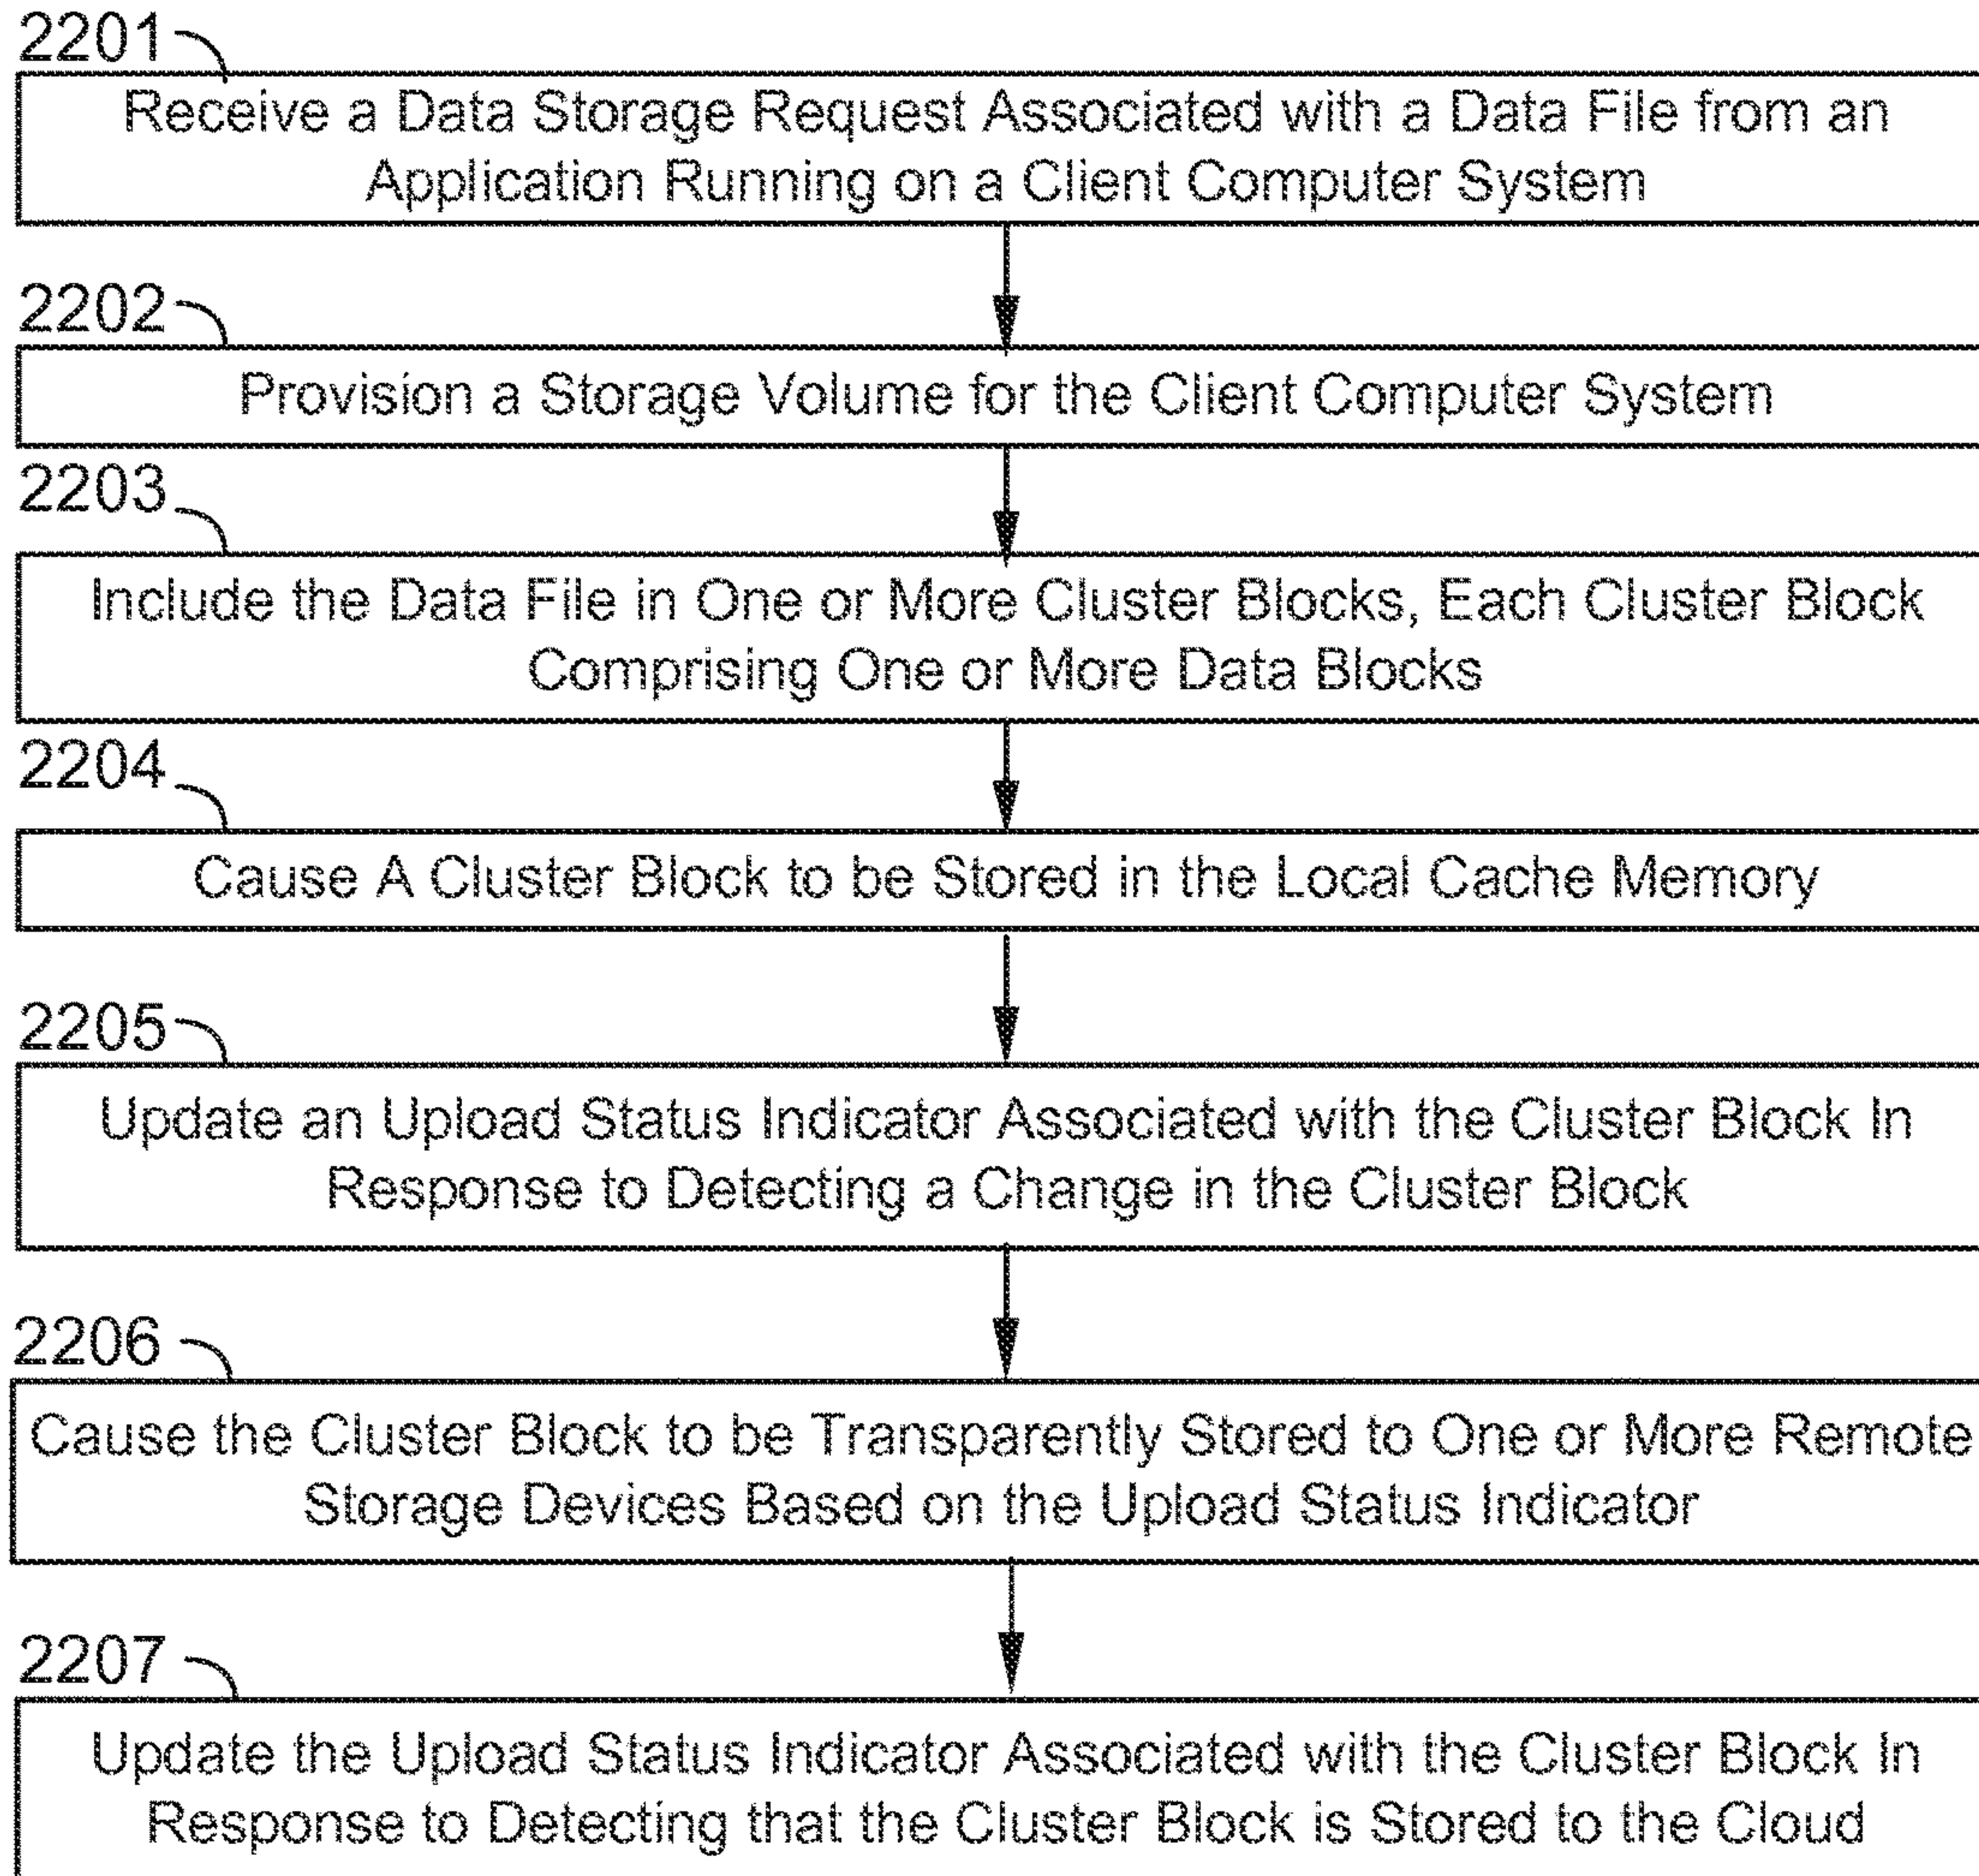 2201
Receive a Data Storage Request Associated with a Data File from an
Application Running on a Client Computer System
2202
Provision a Storage Volume for the Client Computer System
2203
Include the Data File in One or More Cluster Blocks, Each Cluster Block
Comprising One or More Data Blocks
2204
Cause A Cluster Block to be Stored in the Local Cache Memory
2205
Update an Upload Status Indicator Associated with the Cluster Block In
Response to Detecting a Change in the Cluster Block
2206
Cause the Cluster Block to be Transparently Stored to One or More Remote
Storage Devices Based on the Upload Status Indicator
2207
Update the Upload Status Indicator Associated with the Cluster Block In
Response to Detecting that the Cluster Block is Stored to the Cloud